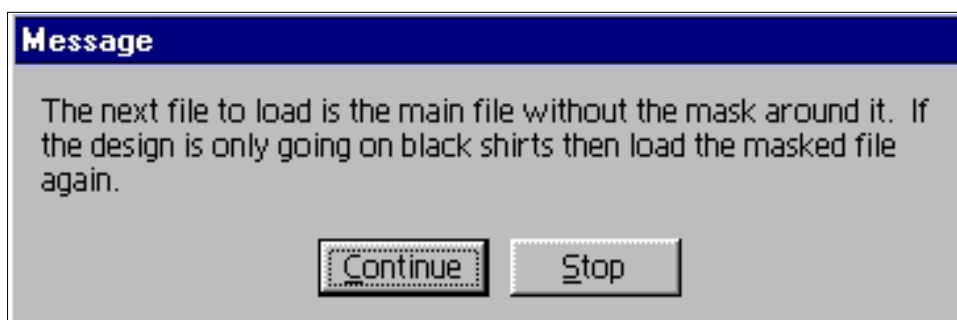 Message
The next file to load is the main file without the mask around it.  If
the design is only going on black shirts then load the masked file
again.
Continue
Stop